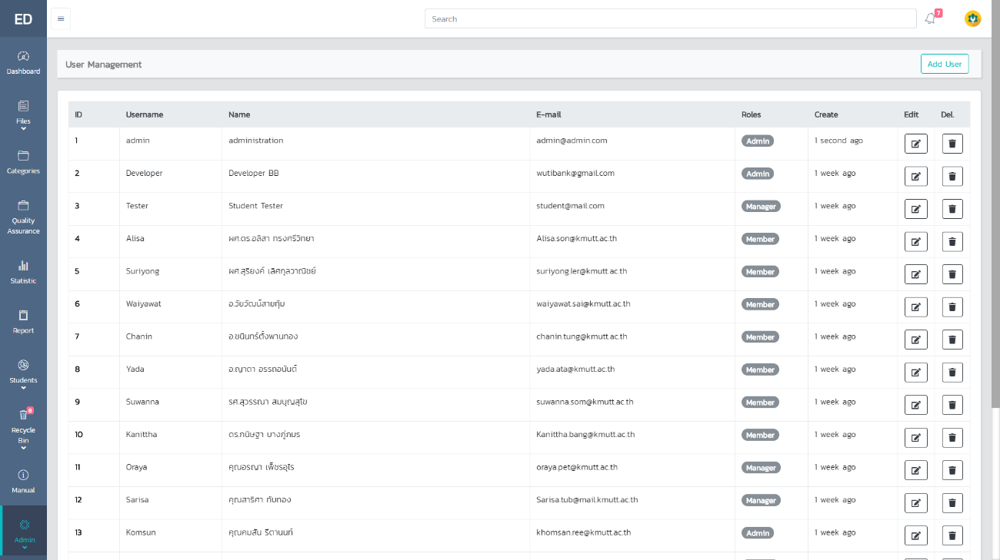 ED
Search
7
Dashboard
Files
Categories
Quality
Assurance
Statistic
Report
Students
8
Recycle
Bin
Manual
Admin
User Management
Add User
ID Username Name E-mail Roles Create Edit Del.
1 admin administration admin@admin.com Admin 1 second ago
2 Developer Developer BB wutibank@gmail.com Admin 1 week ago
3 Tester Student Tester student@mail.com Manager 1 week ago
4 Alisa ผศ.ดร.อลิสา ทรงศรีวิทยา Alisa.son@kmutt.ac.th Member 1 week ago
5 Suriyong ผศ.สุริยงค์ เลิศกุลวาณิชย์ suriyong.ler@kmutt.ac.th Member 1 week ago
6 Waiyawat อ.วัยวัฒน์สายทุ้ม waiyawat.sai@kmutt.ac.th Member 1 week ago
7 Chanin อ.ชนินทร์ตั้งพานทอง chanin.tung@kmutt.ac.th Member 1 week ago
8 Yada อ.ญาดา อรรถอนันต์ yada.ata@kmutt.ac.th Member 1 week ago
9 Suwanna รศ.สุวรรณา สมบุญสุโข suwanna.som@kmutt.ac.th Member 1 week ago
10 Kanittha ดร.กนิษฐา บางภู่ภมร Kanittha.bang@kmutt.ac.th Member 1 week ago
11 Oraya คุณอรญา เพ็ชรอุไร oraya.pet@kmutt.ac.th Manager 1 week ago
12 Sarisa คุณสาริศา ทับทอง Sarisa.tub@mail.kmutt.ac.th Manager 1 week ago
13 Komsun คุณคมสัน รีตานนท์ khomsan.ree@kmutt.ac.th Admin 1 week ago